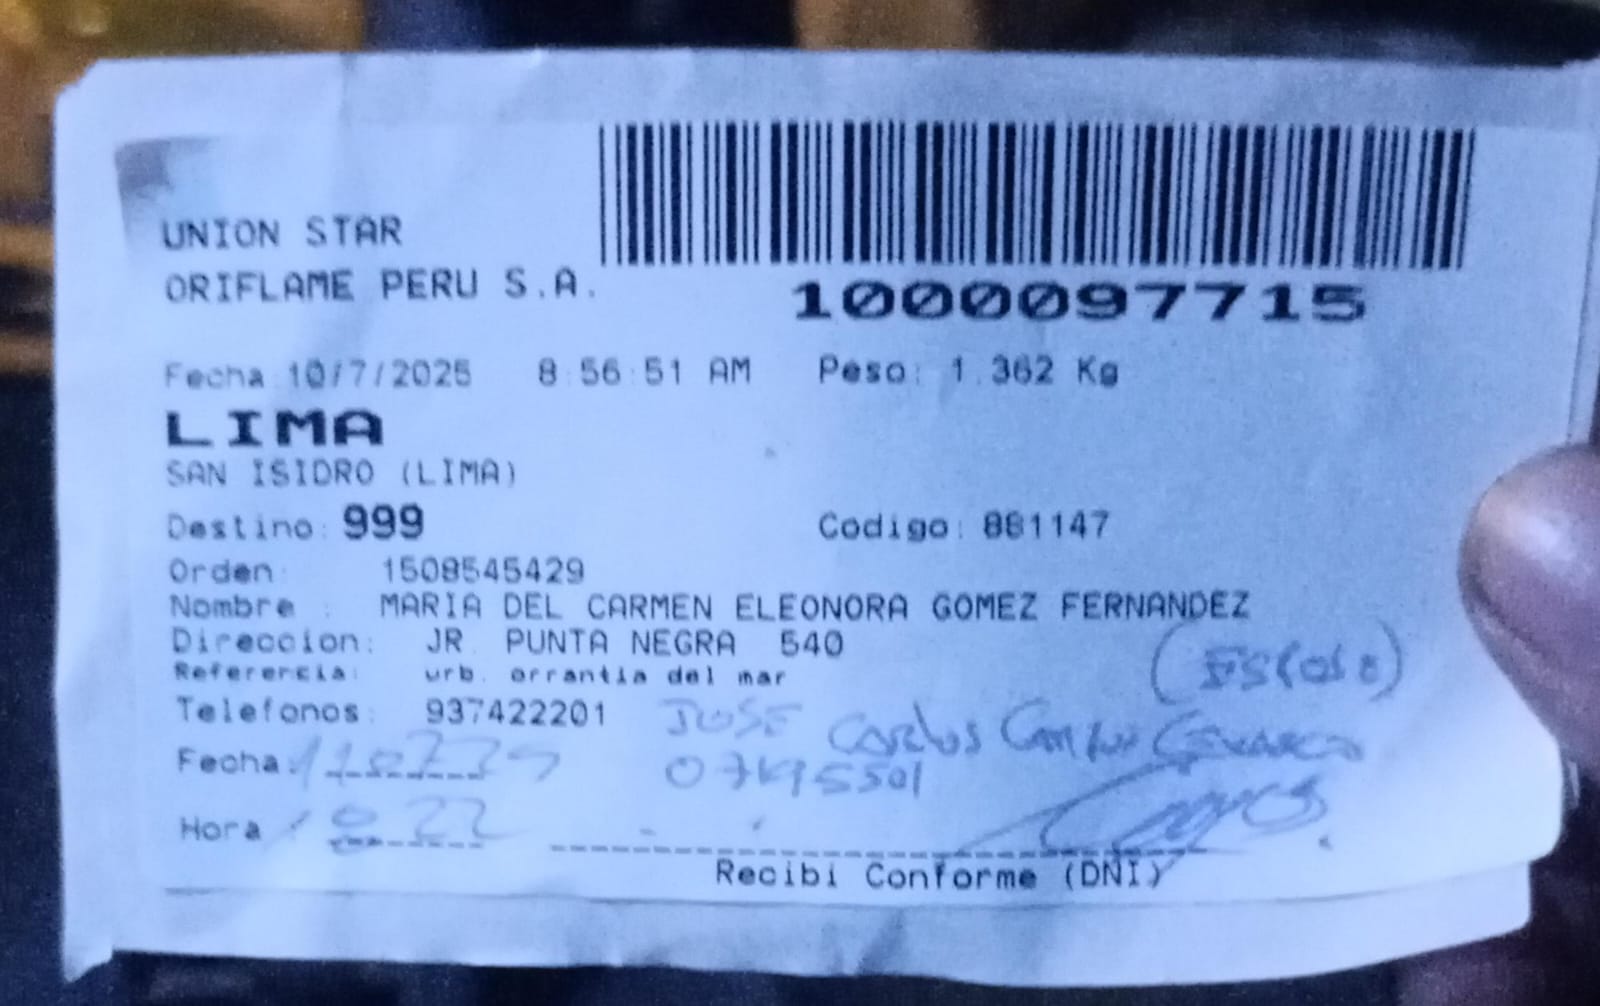 UNION STAR
ORIFLAME PERU S.A.
1000097715
Fecha 10/7/2025 8:56:51 AM Peso: 1.362 Kg
LIMA
SAN ISIDRO (LIMA)
Destino: 999 Codigo: 881147
Orden: 1508545429
Nombre : MARIA DEL CARMEN ELEONORA GOMEZ FERNANDEZ
Direccion: JR. PUNTA NEGRA 540
Referencia: urb. orrantia del mar
Telefonos: 937422201 JOSE Carlos
Fecha:
Hora
Recibi Conforme (DNI)